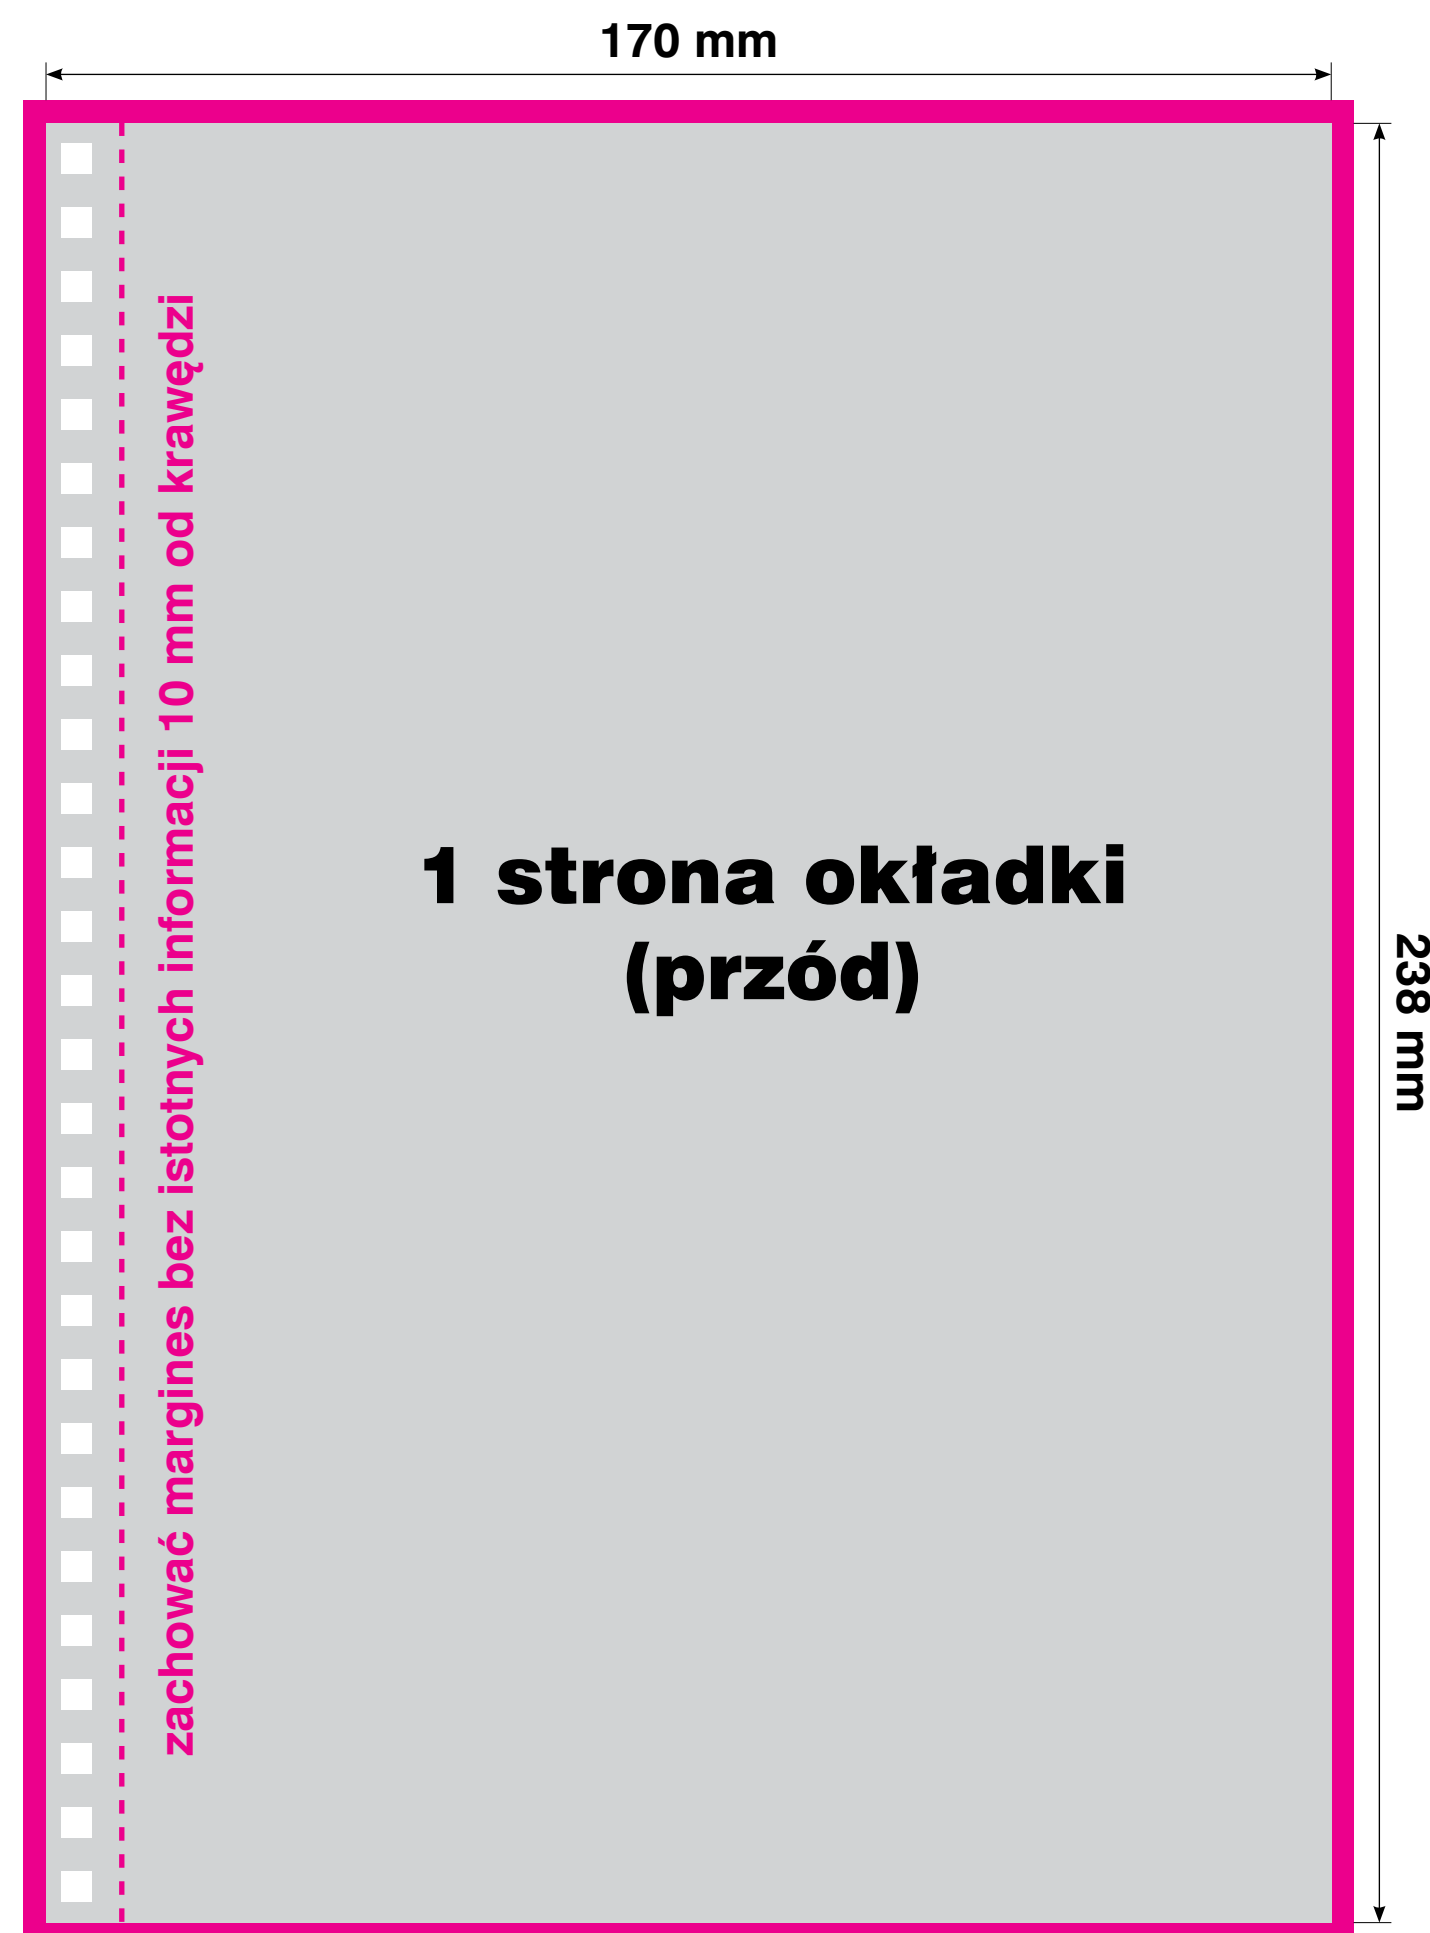 170 mm
zachować margines bez istotnych informacji 10 mm od krawędzi
1 strona okładki
(przód)
238 mm